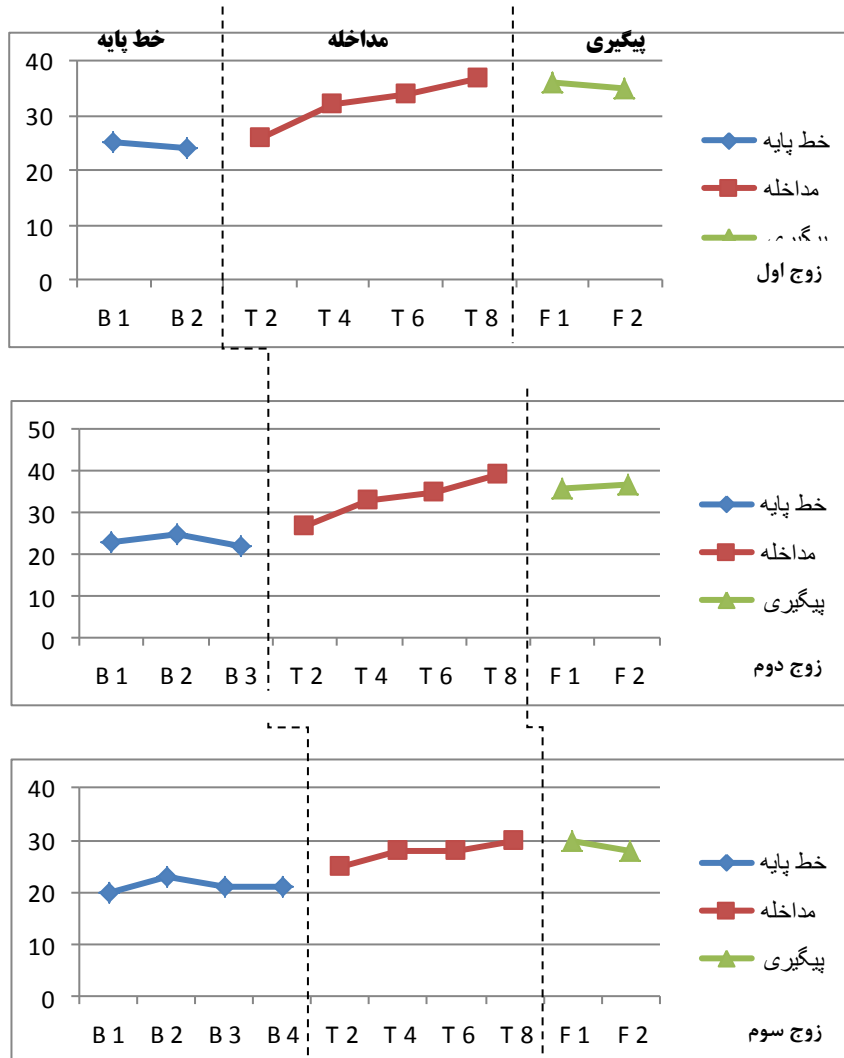 خط پایه مداخله پیگیری
40
30
20
10
0
B 1 B 2 T 2 T 4 T 6 T 8 F 1 F 2
خط پایه
مداخله
پیگیری
زوج اول
50
40
30
20
10
0
B 1 B 2 B 3 T 2 T 4 T 6 T 8 F 1 F 2
خط پایه
مداخله
پیگیری
زوج دوم
40
30
20
10
0
B 1 B 2 B 3 B 4 T 2 T 4 T 6 T 8 F 1 F 2
خط پایه
مداخله
پیگیری
زوج سوم